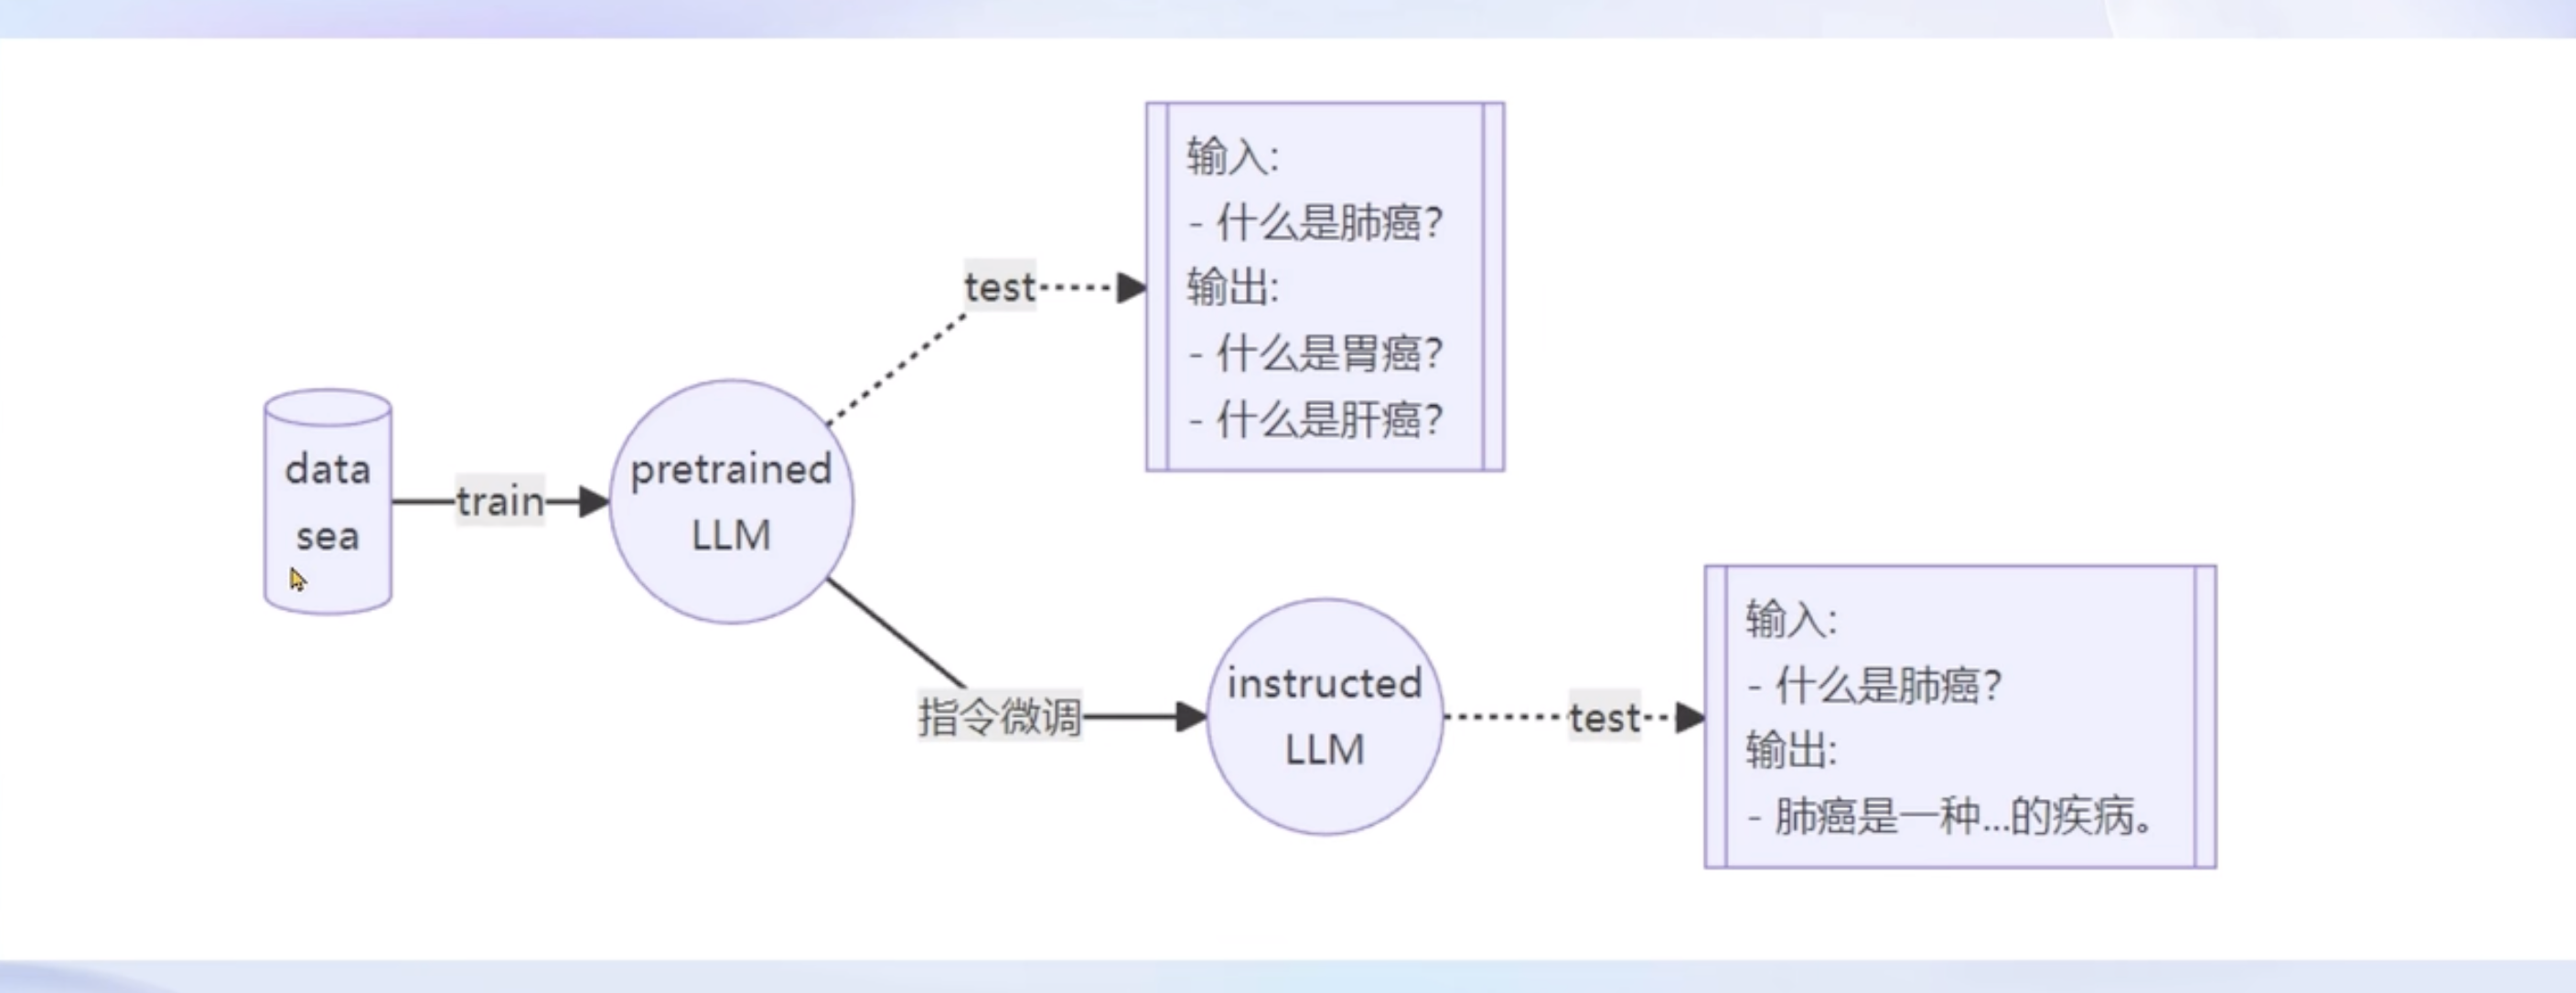 data
sea
train
pretrained
LLM
test
输入:
- 什么是肺癌?
输出:
- 什么是胃癌?
- 什么是肝癌?
指令微调
instructed
LLM
test
输入:
- 什么是肺癌?
输出:
- 肺癌是一种...的疾病。